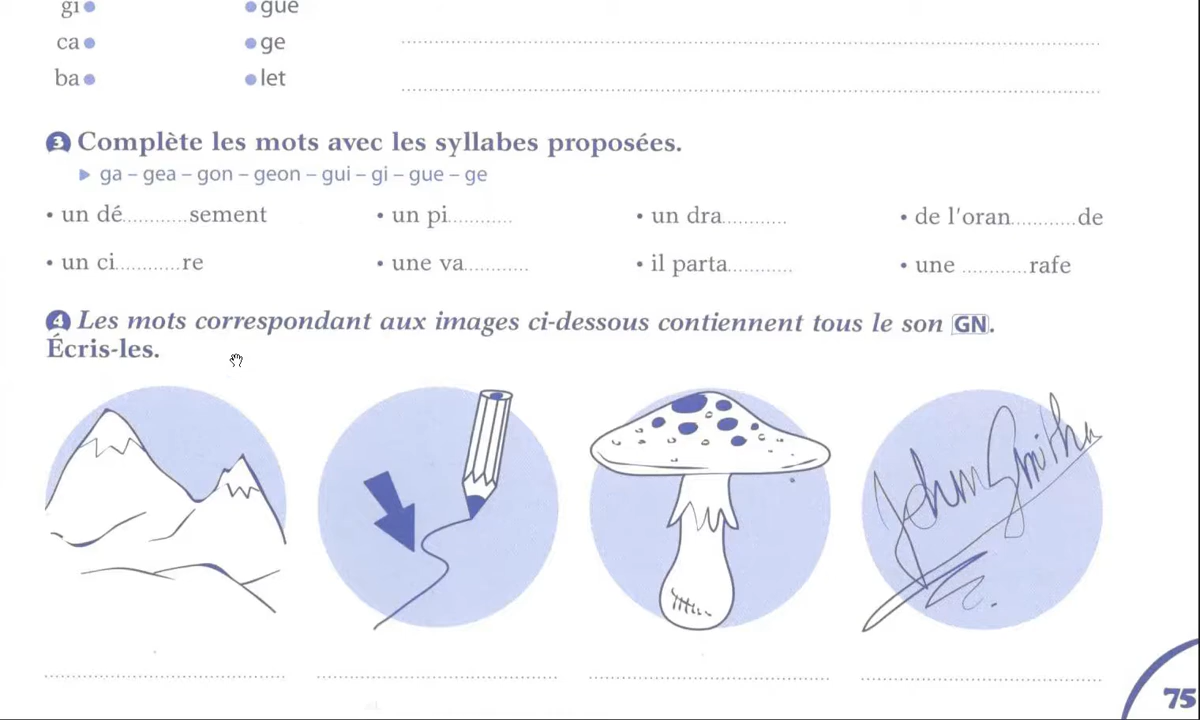 gi • • gue
ca • • ge
ba • • let
3 Complète les mots avec les syllabes proposées.
▶ ga – gea – gon – geon – gui – gi – gue – ge
• un dé...........sement • un pi........... • un dra........... • de l'oran...........de
• un ci...........re • une va........... • il parta........... • une ...........rafe
4 Les mots correspondant aux images ci-dessous contiennent tous le son GN.
Écris-les.
John Smith
75